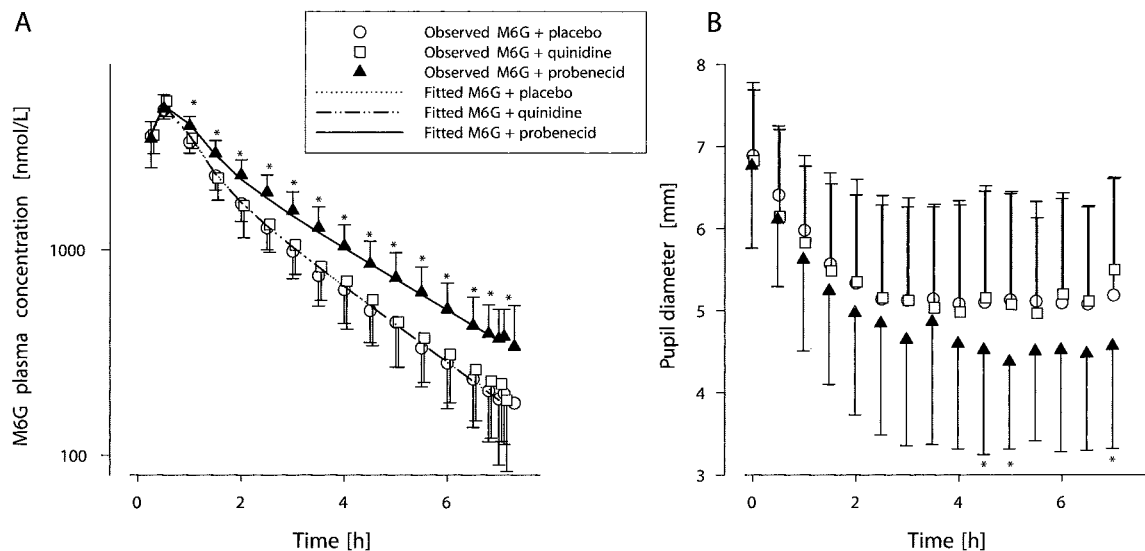 A
Observed M6G + placebo
Observed M6G + quinidine
Observed M6G + probenecid
Fitted M6G + placebo
Fitted M6G + quinidine
Fitted M6G + probenecid
M6G plasma concentration [nmol/L]
1000
100
* * * * * * * * * * * * * * * *
0 2 4 6
Time [h]
B
Pupil diameter [mm]
8
7
6
5
4
3
* * *
0 2 4 6
Time [h]